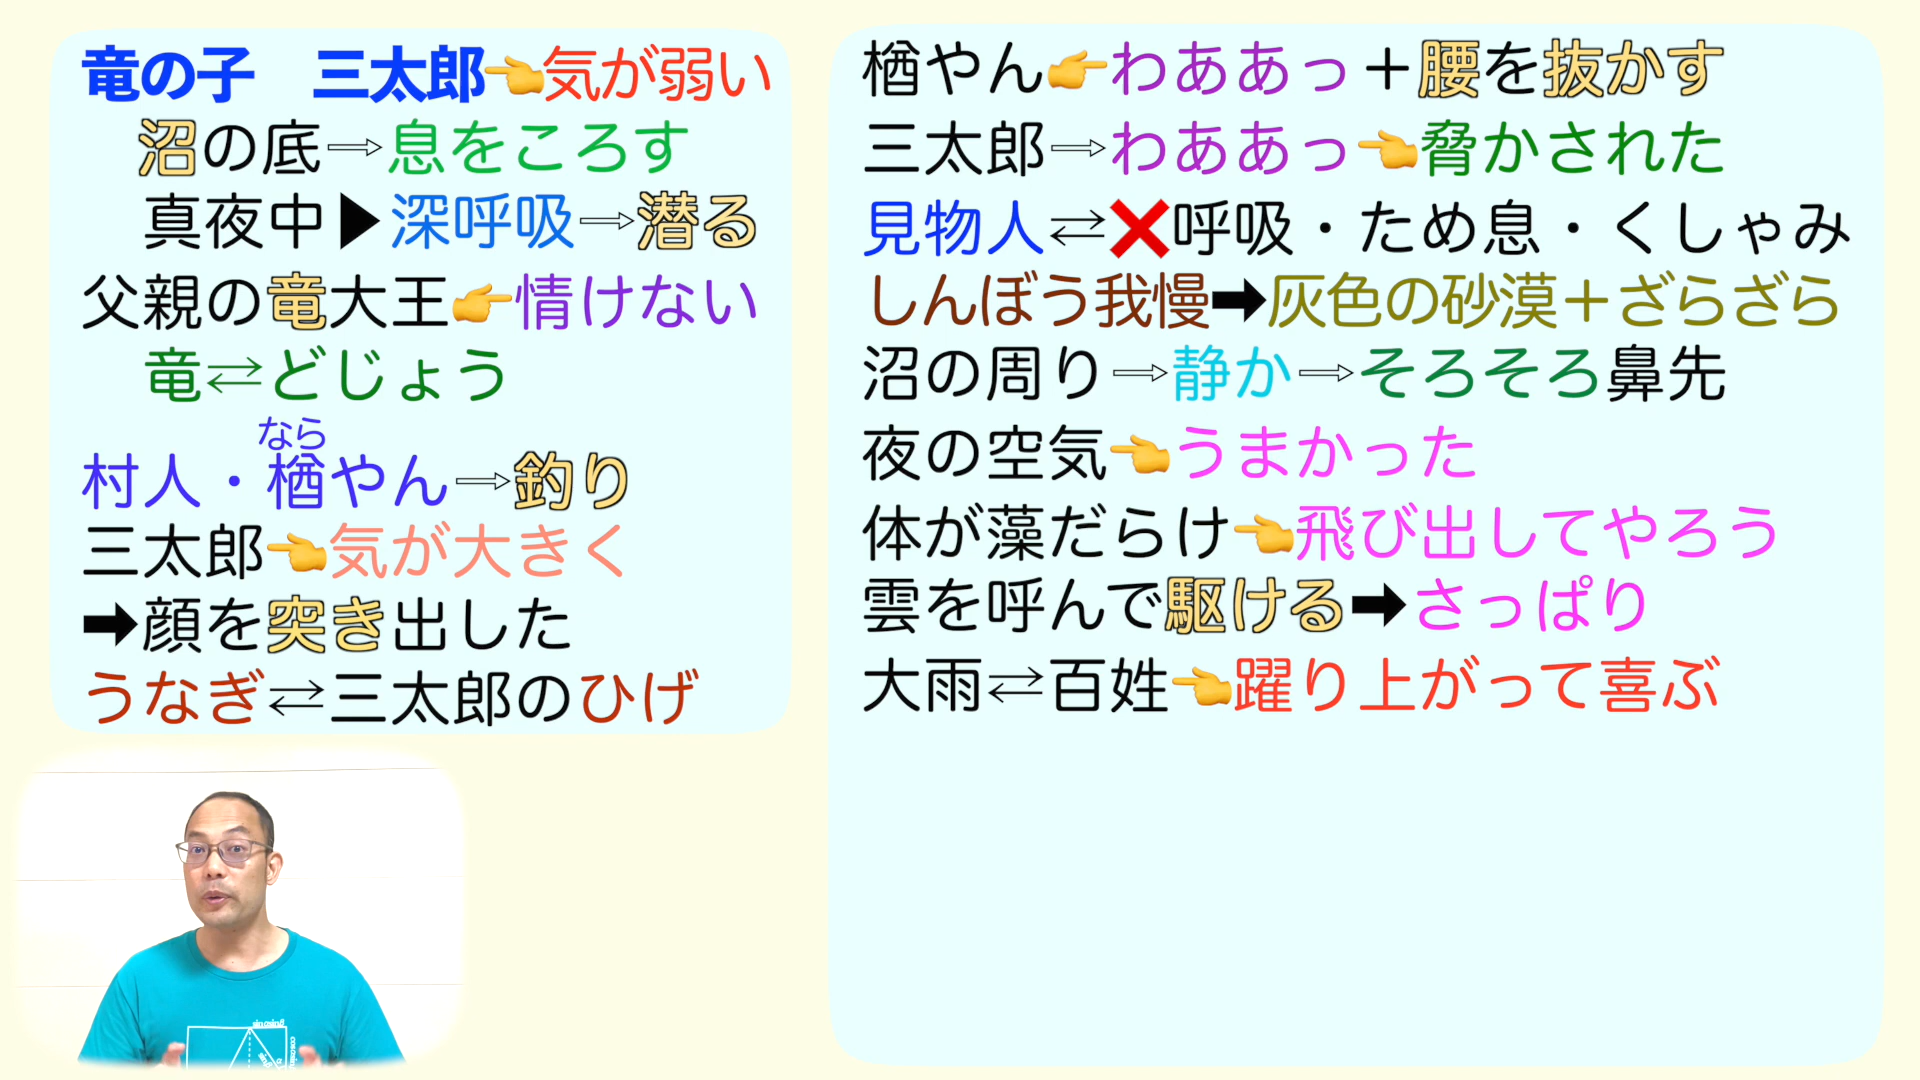 竜の子　三太郎👈気が弱い
沼の底⇨息をころす
真夜中▶深呼吸⇨潜る
父親の竜大王👉情けない
竜⇄どじょう
なら
村人・楢やん⇨釣り
三太郎👈気が大きく
➡顔を突き出した
うなぎ⇄三太郎のひげ
楢やん👉わああっ＋腰を抜かす
三太郎⇨わああっ👈脅かされた
見物人⇄❌呼吸・ため息・くしゃみ
しんぼう我慢➡灰色の砂漠＋ざらざら
沼の周り⇨静か⇨そろそろ鼻先
夜の空気👈うまかった
体が藻だらけ👈飛び出してやろう
雲を呼んで駆ける➡さっぱり
大雨⇄百姓👈躍り上がって喜ぶ